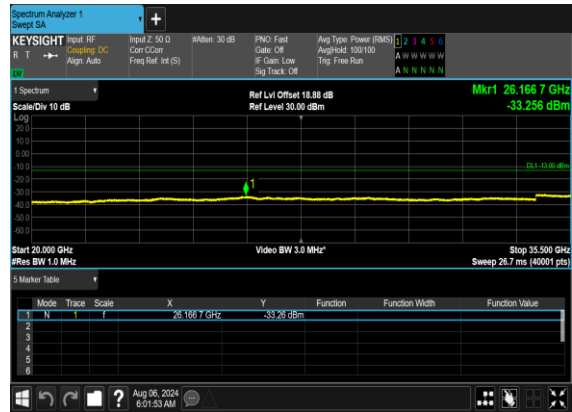 Spectrum Analyzer 1
Swept SA
KEYSIGHT Input: RF Input Z: 50 Ω #Atten: 30 dB PNO: Fast Avg Type: Power (RMS) 1 2 3 4 5 6
R T Coupling: DC Corr CCorr Gate: Off Avg|Hold: 100/100 A W W W W W
Align: Auto Freq Ref: Int (S) IF Gain: Low Trig: Free Run
LXI Sig Track: Off A N N N N N
1 Spectrum Ref Lvl Offset 18.88 dB Mkr1 26.166 7 GHz
Scale/Div 10 dB Ref Level 30.00 dBm -33.256 dBm
Log
20.0
10.0
0.00
-10.0
DL1 -13.00 dBm
-20.0
1
-30.0
-40.0
-50.0
-60.0
Start 20.000 GHz Video BW 3.0 MHz* Stop 35.500 GHz
#Res BW 1.0 MHz Sweep 26.7 ms (40001 pts)
5 Marker Table
Mode Trace Scale X Y Function Function Width Function Value
1 N 1 f 26.166 7 GHz -33.26 dBm
2
3
4
5
6
? Aug 06, 2024
6:01:53 AM